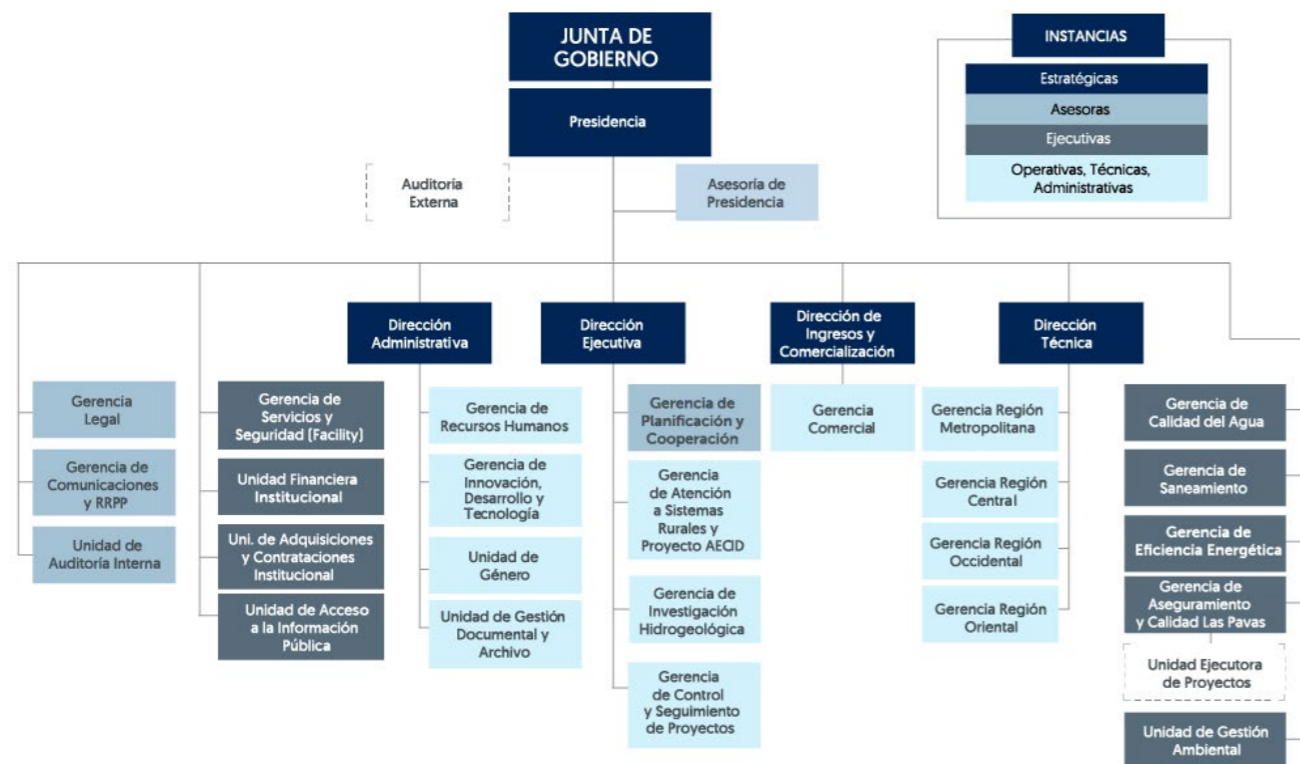 JUNTA DE
GOBIERNO
Presidencia
INSTANCIAS
Estratégicas
Asesoras
Ejecutivas
Operativas, Técnicas,
Administrativas
Auditoría
Externa
Asesoría de
Presidencia
Dirección
Administrativa
Dirección
Ejecutiva
Dirección de
Ingresos y
Comercialización
Dirección
Técnica
Gerencia
Legal
Gerencia de
Comunicaciones
y RRPP
Unidad de
Auditoría Interna
Gerencia de
Servicios y
Seguridad (Facility)
Unidad Financiera
Institucional
Uni. de Adquisiciones
y Contrataciones
Institucional
Unidad de Acceso
a la Información
Pública
Gerencia de
Recursos Humanos
Gerencia de
Innovación,
Desarrollo y
Tecnología
Unidad de
Género
Unidad de Gestión
Documental y
Archivo
Gerencia de
Planificación y
Cooperación
Gerencia
de Atención
a Sistemas
Rurales y
Proyecto AECID
Gerencia de
Investigación
Hidrogeológica
Gerencia
de Control
y Seguimiento
de Proyectos
Gerencia
Comercial
Gerencia Región
Metropolitana
Gerencia Región
Central
Gerencia Región
Occidental
Gerencia Región
Oriental
Gerencia de
Calidad del Agua
Gerencia de
Saneamiento
Gerencia de
Eficiencia Energética
Gerencia de
Aseguramiento
y Calidad Las Pavas
Unidad Ejecutora
de Proyectos
Unidad de Gestión
Ambiental